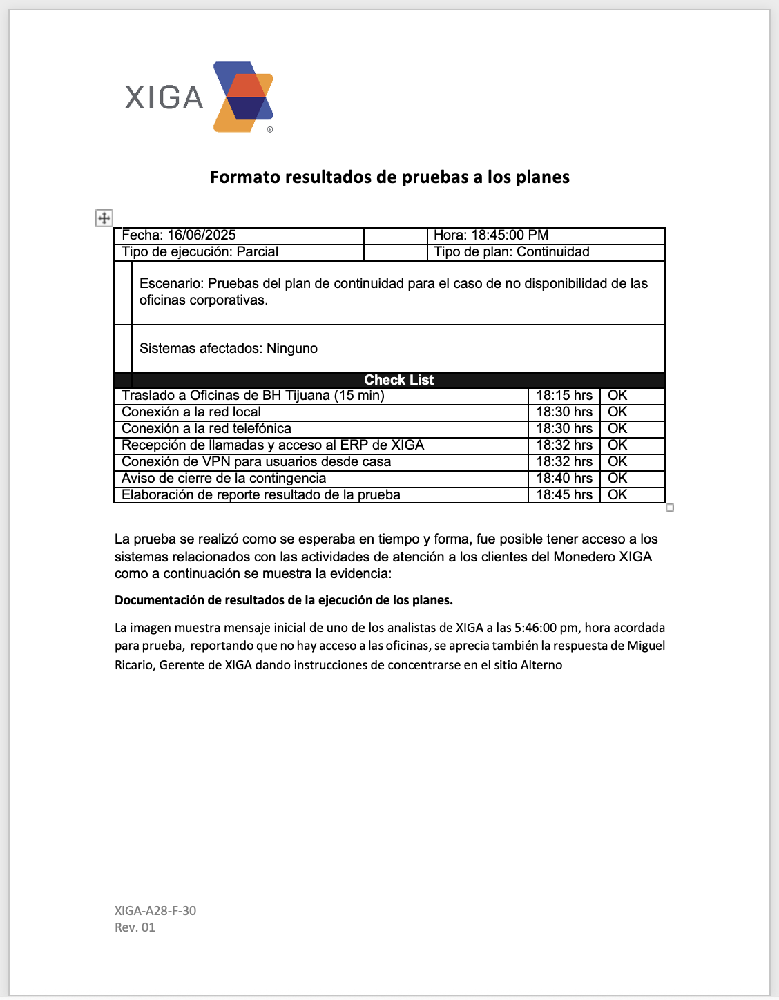 XIGA
®
Formato resultados de pruebas a los planes
Fecha: 16/06/2025 Hora: 18:45:00 PM
Tipo de ejecución: Parcial Tipo de plan: Continuidad
Escenario: Pruebas del plan de continuidad para el caso de no disponibilidad de las
oficinas corporativas.
Sistemas afectados: Ninguno
Check List
Traslado a Oficinas de BH Tijuana (15 min) 18:15 hrs OK
Conexión a la red local 18:30 hrs OK
Conexión a la red telefónica 18:30 hrs OK
Recepción de llamadas y acceso al ERP de XIGA 18:32 hrs OK
Conexión de VPN para usuarios desde casa 18:32 hrs OK
Aviso de cierre de la contingencia 18:40 hrs OK
Elaboración de reporte resultado de la prueba 18:45 hrs OK
La prueba se realizó como se esperaba en tiempo y forma, fue posible tener acceso a los
sistemas relacionados con las actividades de atención a los clientes del Monedero XIGA
como a continuación se muestra la evidencia:
Documentación de resultados de la ejecución de los planes.
La imagen muestra mensaje inicial de uno de los analistas de XIGA a las 5:46:00 pm, hora acordada
para prueba, reportando que no hay acceso a las oficinas, se aprecia también la respuesta de Miguel
Ricario, Gerente de XIGA dando instrucciones de concentrarse en el sitio Alterno
XIGA-A28-F-30
Rev. 01